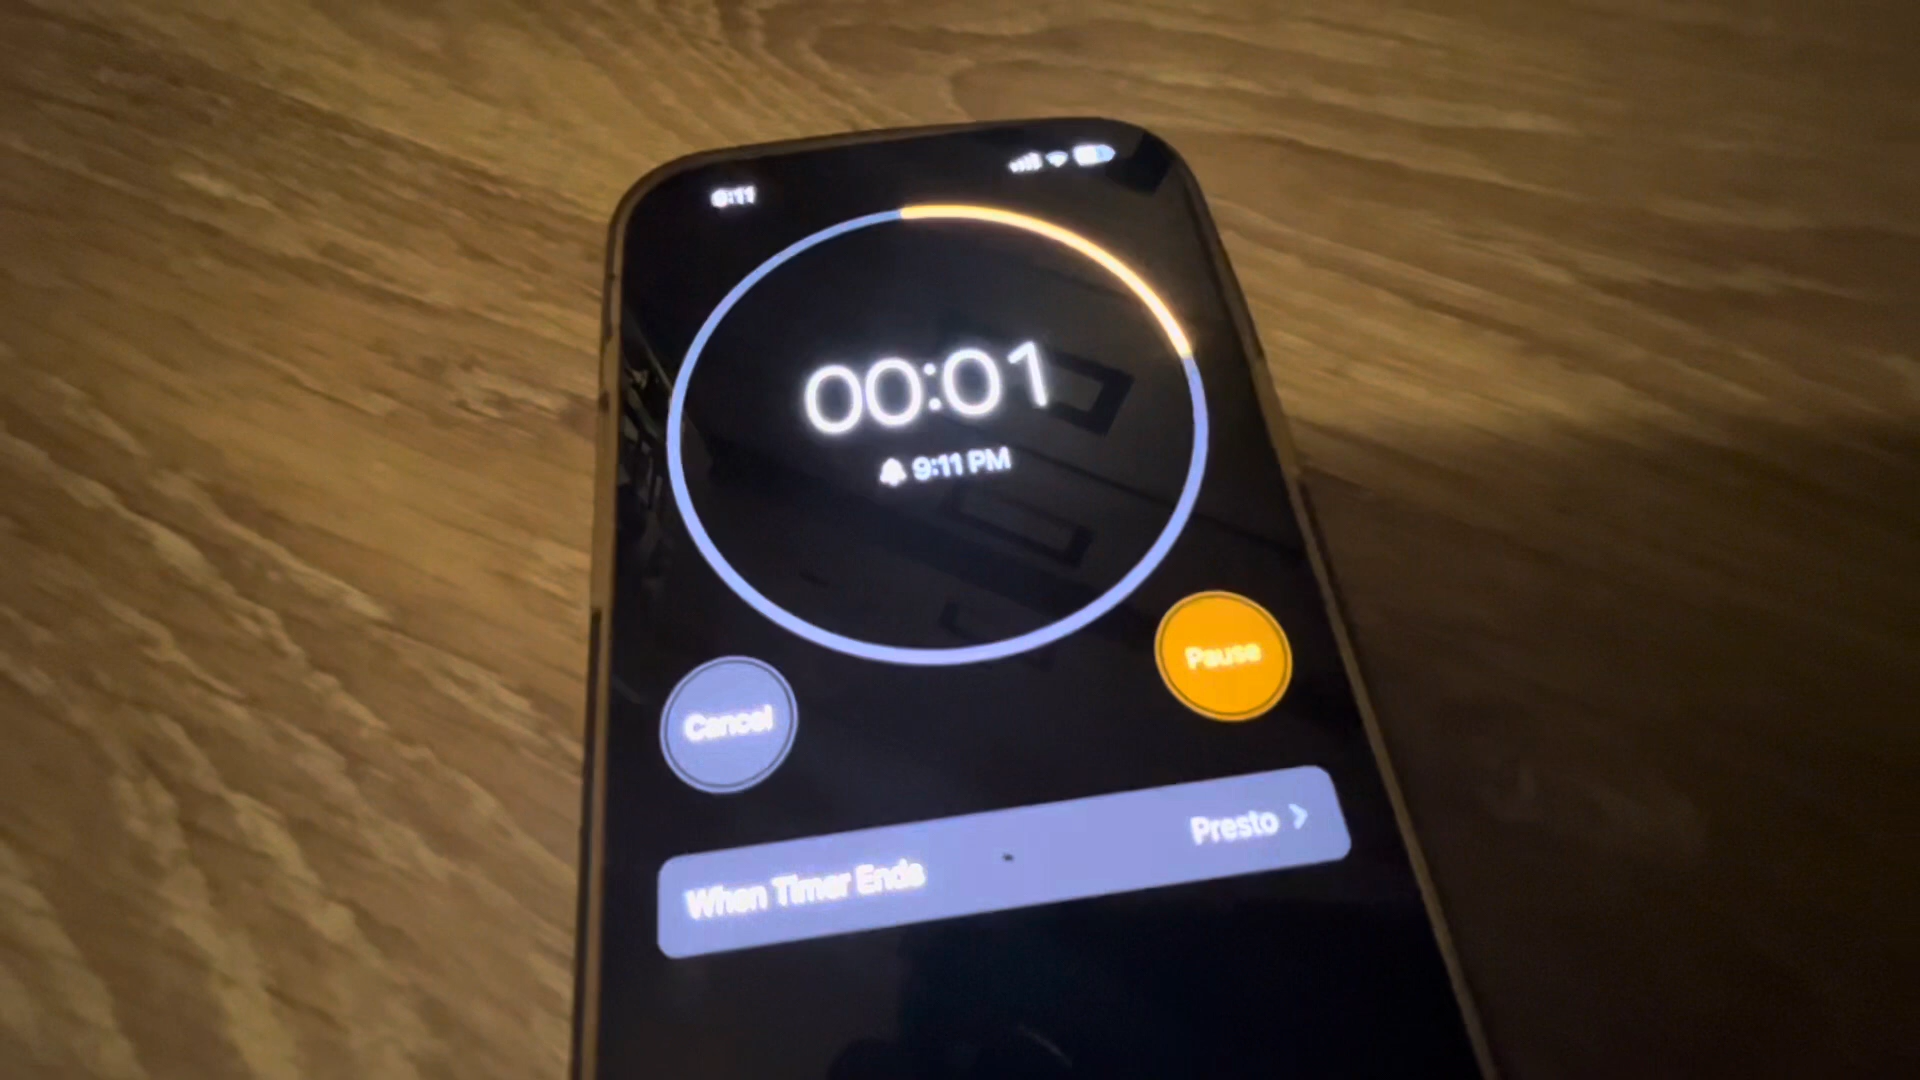 9:11
00:01
9:11 PM
Cancel
Pause
When Timer Ends
Presto >